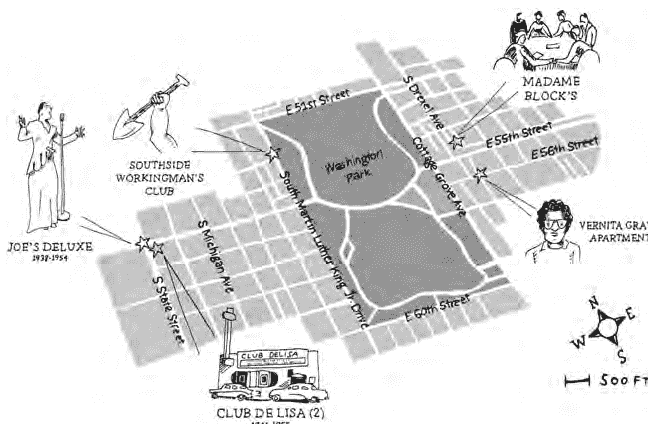 MADAME
BLOCK'S
S Drexel Ave
E 51st Street
E 55th Street
E 56th Street
Washington
Park
Cottage Grove Ave
SOUTHSIDE
WORKINGMAN'S
CLUB
South Martin Luther King Jr. Drive
VERNITA GRAY
APARTMENT
JOE'S DELUXE
1938-1954
S Michigan Ave
S State Street
E 60th Street
N
E
W
S
500 FT
CLUB DELISA
CLUB DE LISA (2)